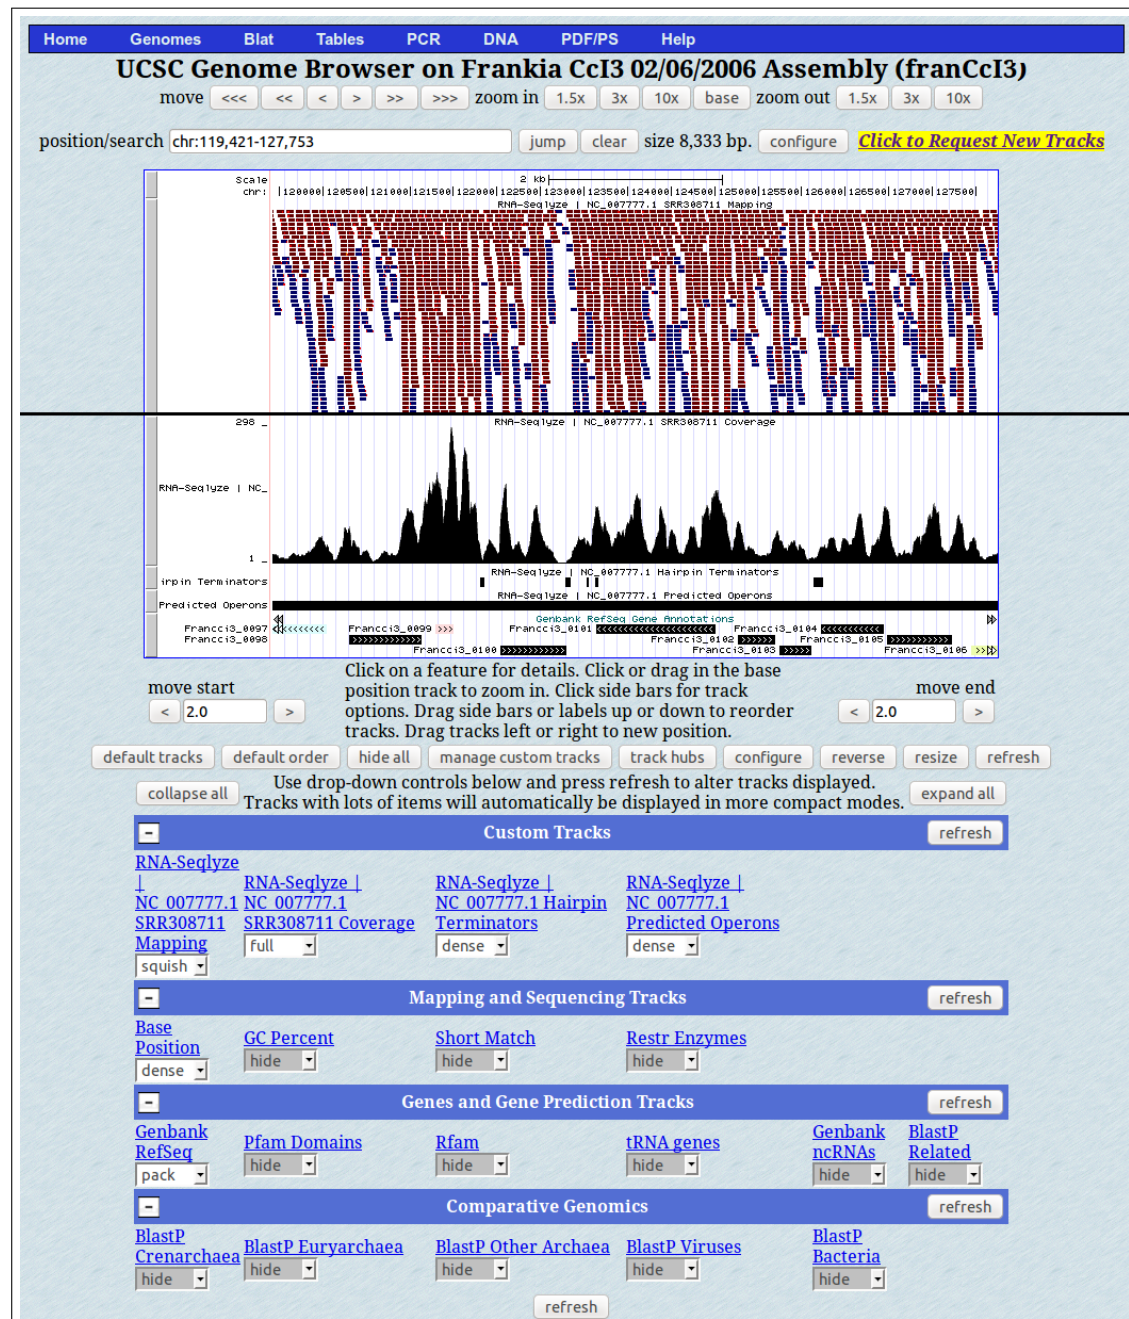 Home Genomes Blat Tables PCR DNA PDF/PS Help
UCSC Genome Browser on Frankia CcI3 02/06/2006 Assembly (franCcI3)
move <<< << < > >> >>> zoom in 1.5x 3x 10x base zoom out 1.5x 3x 10x
position/search chr:119,421-127,753 jump clear size 8,333 bp. configure Click to Request New Tracks
Scale 2 kb
chr: |120000|120500|121000|121500|122000|122500|123000|123500|124000|124500|125000|125500|126000|126500|127000|127500|
RNA-Seqlyze | NC_007777.1 SRR308711 Mapping
298 _ RNA-Seqlyze | NC_007777.1 SRR308711 Coverage
RNA-Seqlyze | NC_
1 _
RNA-Seqlyze | NC_007777.1 Hairpin Terminators
irpin Terminators
RNA-Seqlyze | NC_007777.1 Predicted Operons
Predicted Operons
Genbank RefSeq Gene Annotations
Francci3_0097 Francci3_0099 Francci3_0101 Francci3_0104
Francci3_0098 Francci3_0102 Francci3_0105
Francci3_0100 Francci3_0103 Francci3_0106
Click on a feature for details. Click or drag in the base
position track to zoom in. Click side bars for track
options. Drag side bars or labels up or down to reorder
tracks. Drag tracks left or right to new position.
move start
< 2.0 >
move end
< 2.0 >
default tracks default order hide all manage custom tracks track hubs configure reverse resize refresh
collapse all
Use drop-down controls below and press refresh to alter tracks displayed.
Tracks with lots of items will automatically be displayed in more compact modes.
expand all
- Custom Tracks refresh
RNA-Seqlyze
|
NC_007777.1
SRR308711
Mapping
squish
RNA-Seqlyze |
NC_007777.1
SRR308711 Coverage
full
RNA-Seqlyze |
NC_007777.1 Hairpin
Terminators
dense
RNA-Seqlyze |
NC_007777.1
Predicted Operons
dense
- Mapping and Sequencing Tracks refresh
Base
Position
dense
GC Percent
hide
Short Match
hide
Restr Enzymes
hide
- Genes and Gene Prediction Tracks refresh
Genbank
RefSeq
pack
Pfam Domains
hide
Rfam
hide
tRNA genes
hide
Genbank
ncRNAs
hide
BlastP
Related
hide
- Comparative Genomics refresh
BlastP
Crenarchaea
hide
BlastP Euryarchaea
hide
BlastP Other Archaea
hide
BlastP Viruses
hide
BlastP
Bacteria
hide
refresh